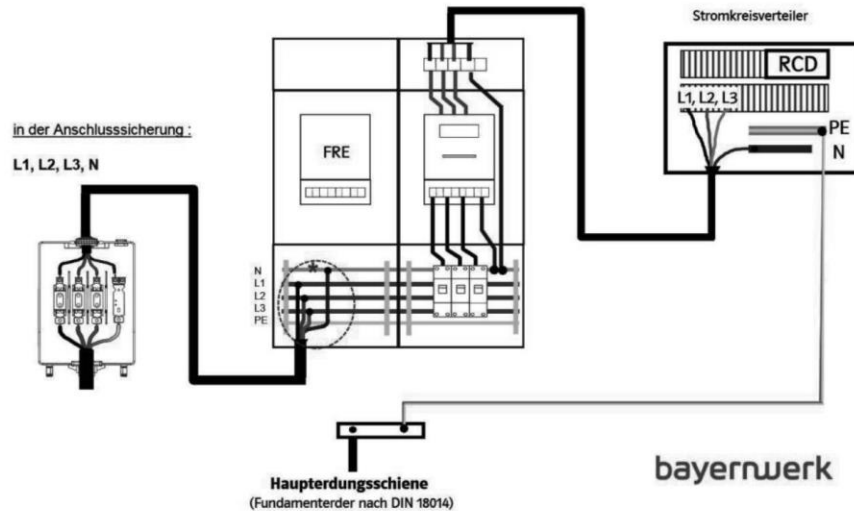 Stromkreisverteiler
RCD
L1, L2, L3
PE
N
in der Anschlusssicherung :
L1, L2, L3, N
FRE
N
*
L1
L2
L3
PE
Haupterdungsschiene
(Fundamenterder nach DIN 18014)
bayernwerk